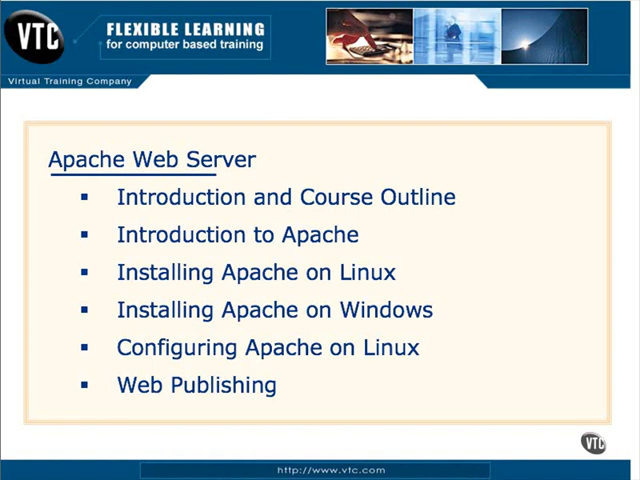 VTC
FLEXIBLE LEARNING
for computer based training
Virtual Training Company
Apache Web Server
▪ Introduction and Course Outline
▪ Introduction to Apache
▪ Installing Apache on Linux
▪ Installing Apache on Windows
▪ Configuring Apache on Linux
▪ Web Publishing
VTC
http://www.vtc.com